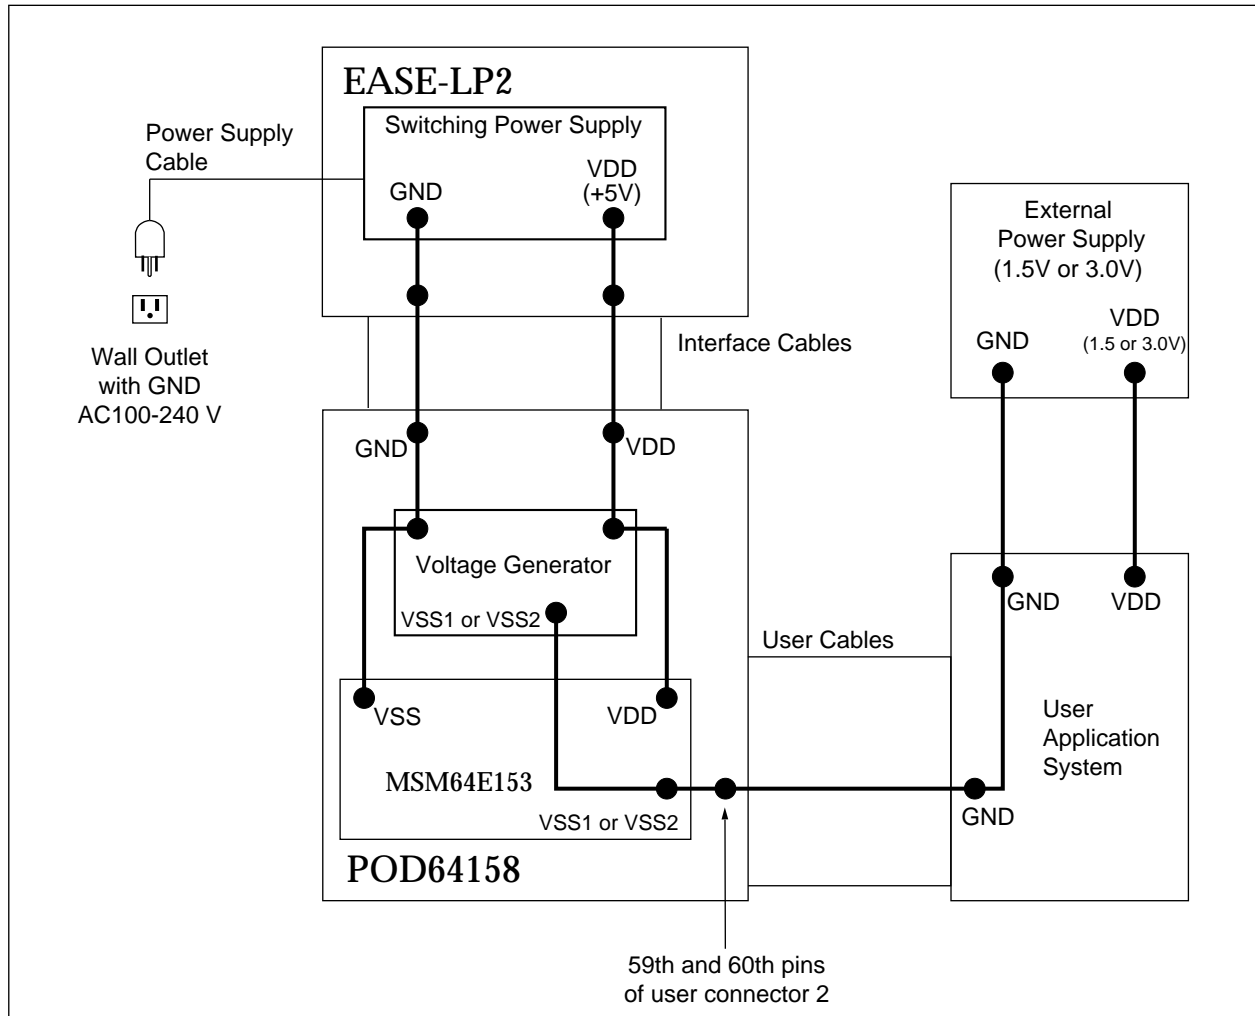 EASE-LP2
Switching Power Supply
Power Supply
Cable
GND
VDD
(+5V)
Wall Outlet
with GND
AC100-240 V
Interface Cables
External
Power Supply
(1.5V or 3.0V)
GND
VDD
(1.5 or 3.0V)
GND
VDD
Voltage Generator
VSS1 or VSS2
VSS
VDD
MSM64E153
VSS1 or VSS2
POD64158
User Cables
GND
VDD
User
Application
System
GND
59th and 60th pins
of user connector 2